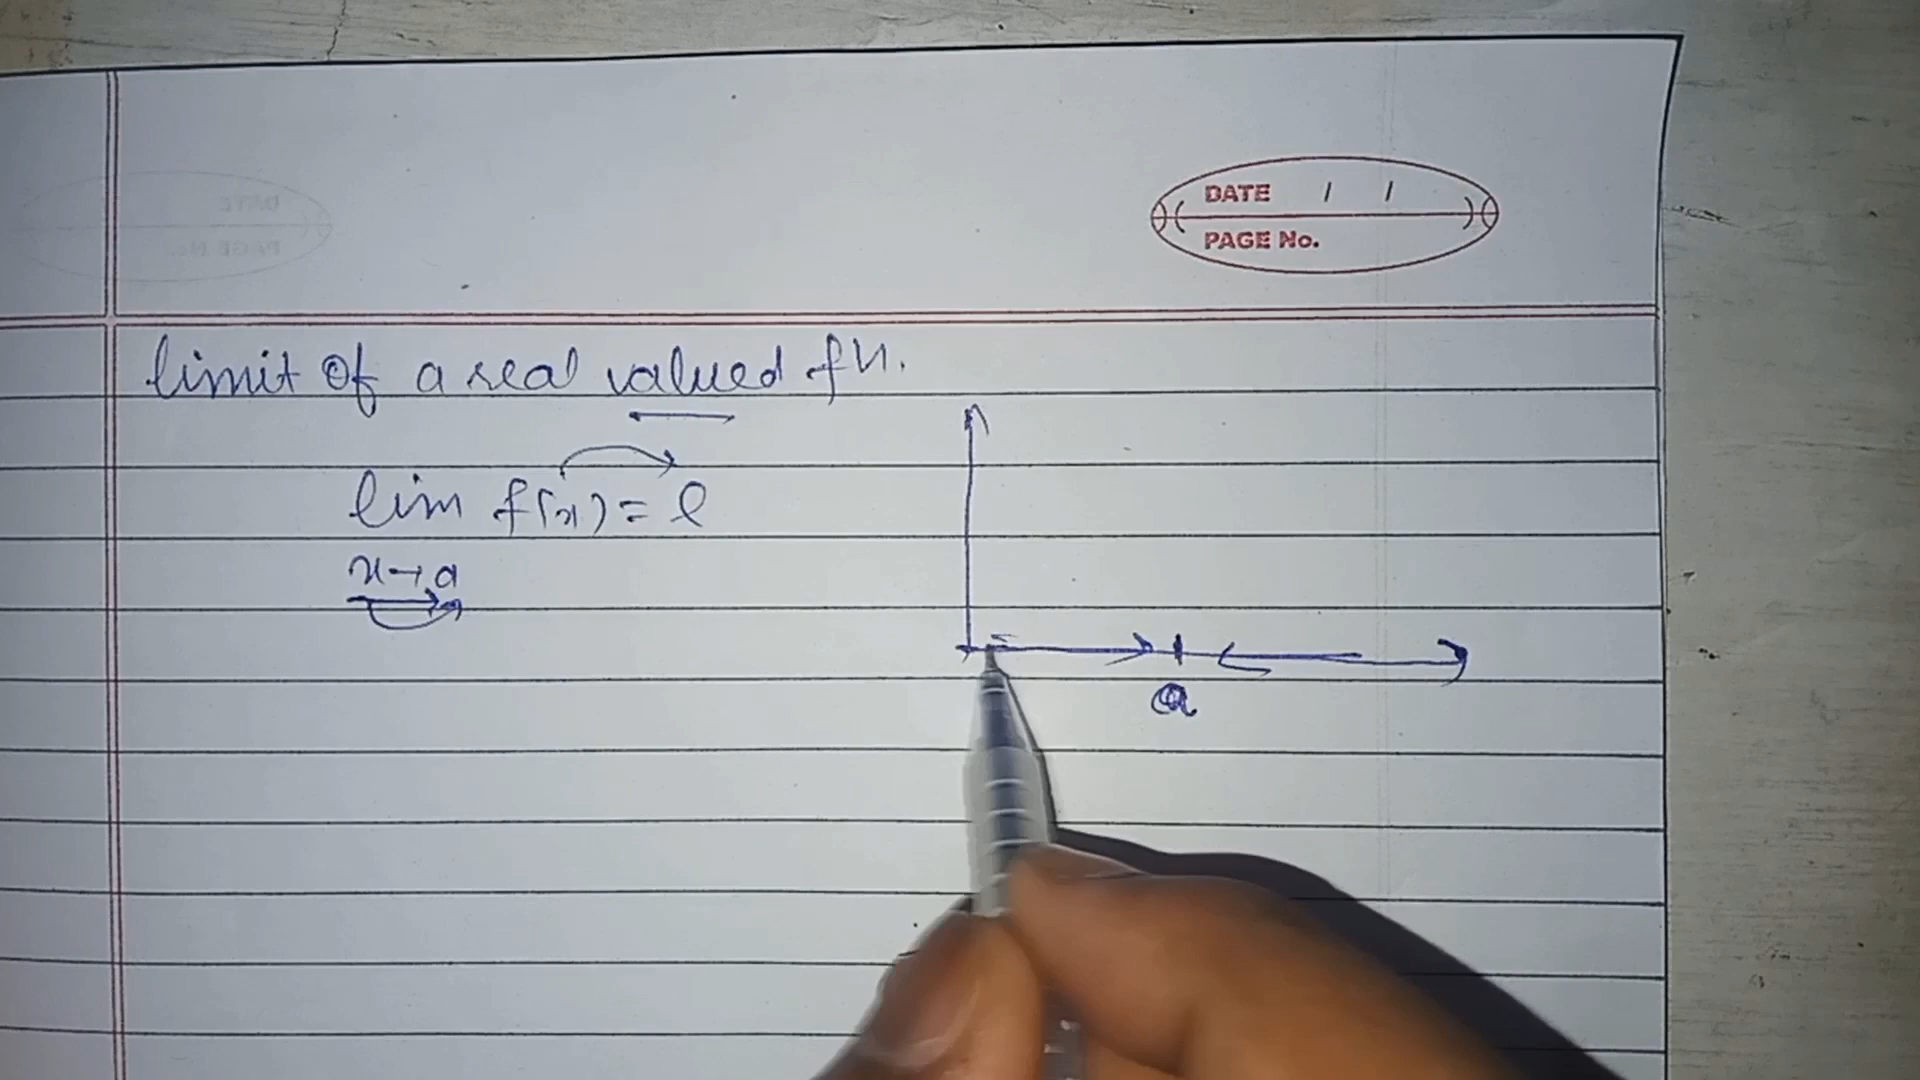 DATE / /
PAGE No.
limit of a real valued fn.
lim f(x) = l
x→a
a